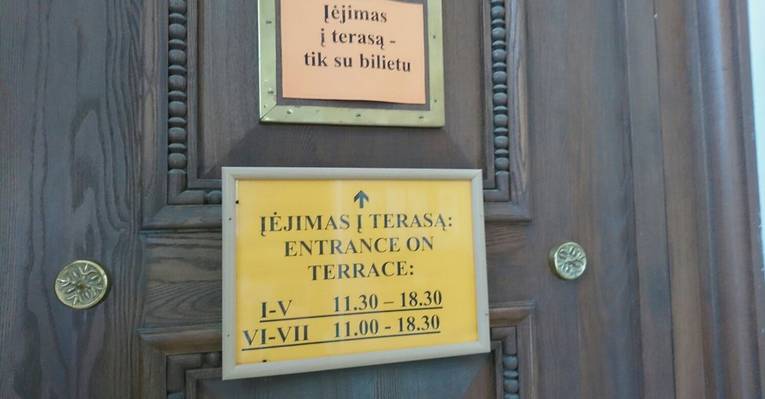 Įėjimas
į terasą -
tik su bilietu
ĮĖJIMAS Į TERASĄ:
ENTRANCE ON
TERRACE:
I-V 11.30 – 18.30
VI-VII 11.00 - 18.30